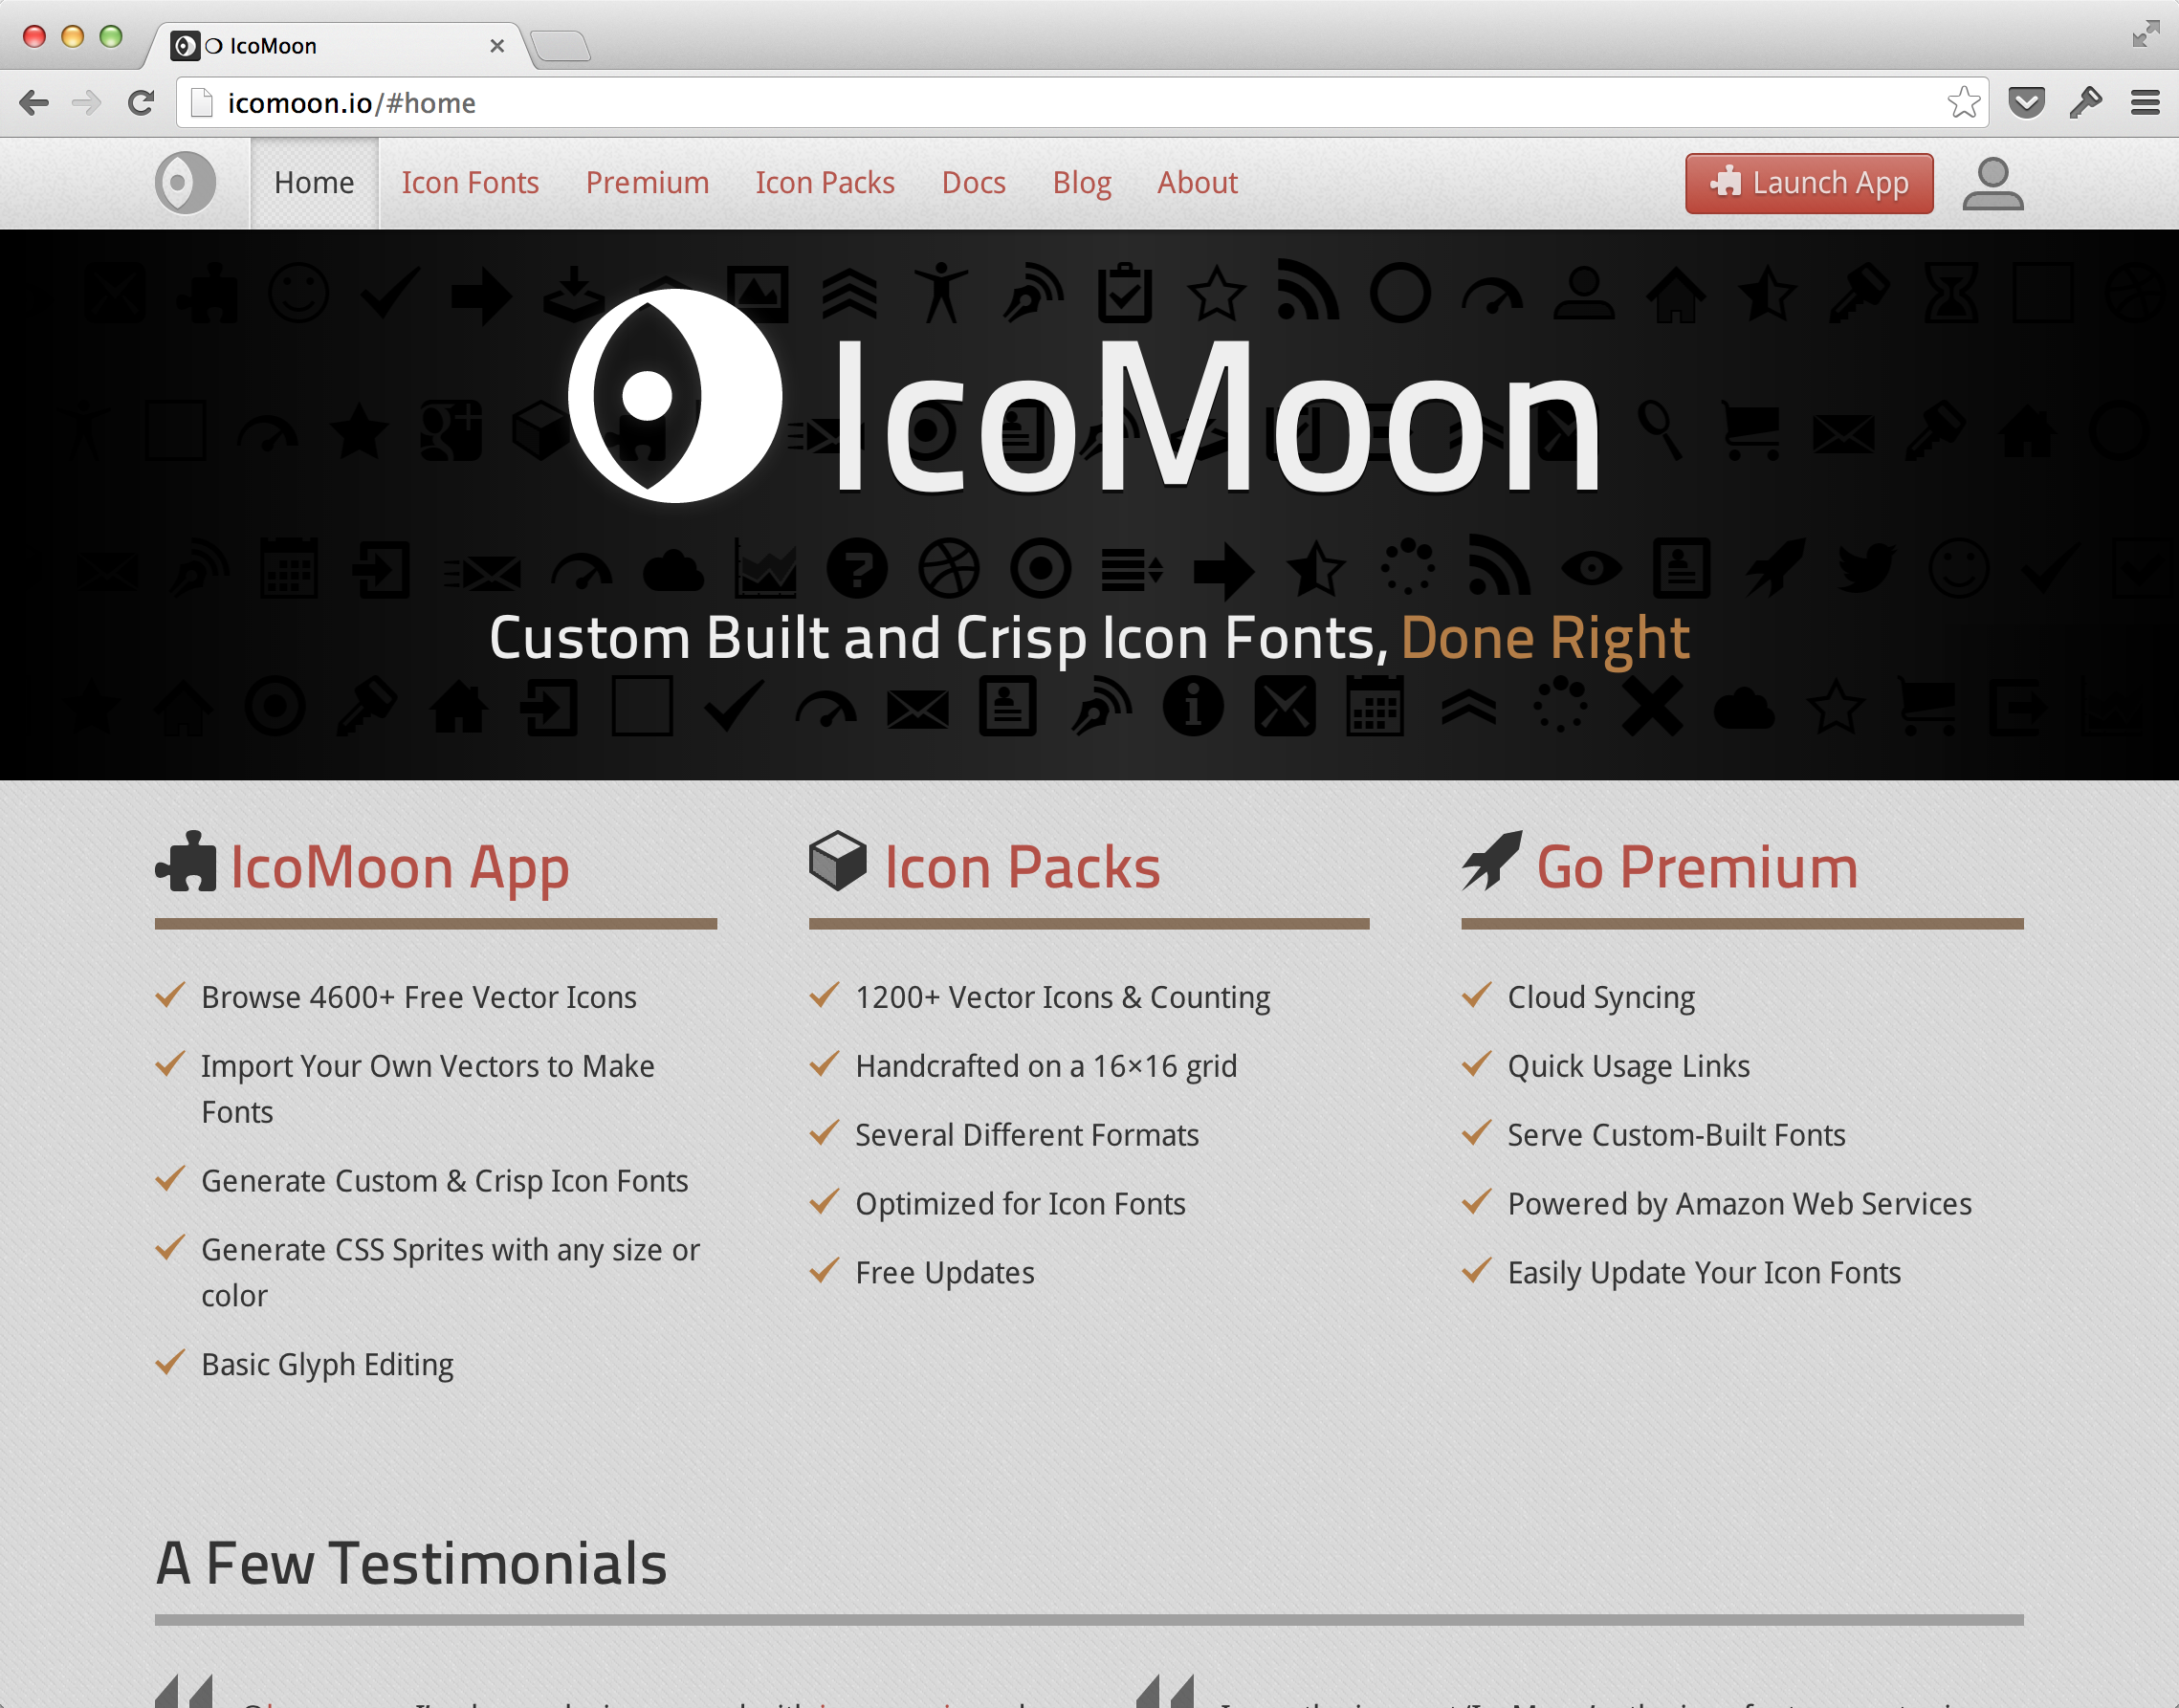 IcoMoon
icomoon.io/#home
Home Icon Fonts Premium Icon Packs Docs Blog About Launch App
IcoMoon
Custom Built and Crisp Icon Fonts, Done Right
IcoMoon App
Browse 4600+ Free Vector Icons
Import Your Own Vectors to Make
Fonts
Generate Custom & Crisp Icon Fonts
Generate CSS Sprites with any size or
color
Basic Glyph Editing
Icon Packs
1200+ Vector Icons & Counting
Handcrafted on a 16×16 grid
Several Different Formats
Optimized for Icon Fonts
Free Updates
Go Premium
Cloud Syncing
Quick Usage Links
Serve Custom-Built Fonts
Powered by Amazon Web Services
Easily Update Your Icon Fonts
A Few Testimonials